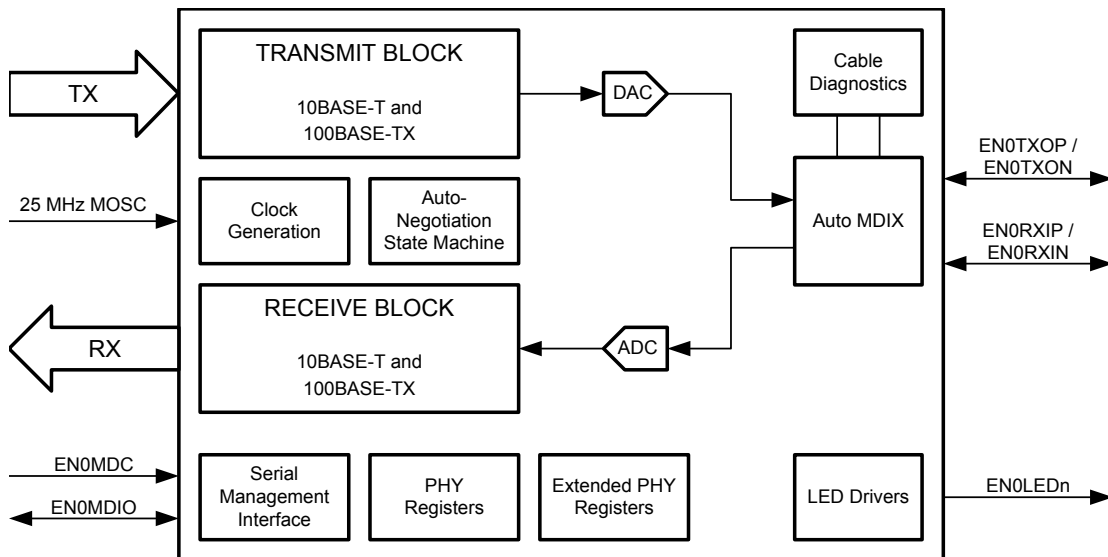 TX
25 MHz MOSC
RX
EN0MDC
EN0MDIO
TRANSMIT BLOCK
10BASE-T and
100BASE-TX
DAC
Cable
Diagnostics
Clock
Generation
Auto-
Negotiation
State Machine
Auto MDIX
RECEIVE BLOCK
10BASE-T and
100BASE-TX
ADC
Serial
Management
Interface
PHY
Registers
Extended PHY
Registers
LED Drivers
EN0TXOP /
EN0TXON
EN0RXIP /
EN0RXIN
EN0LEDn